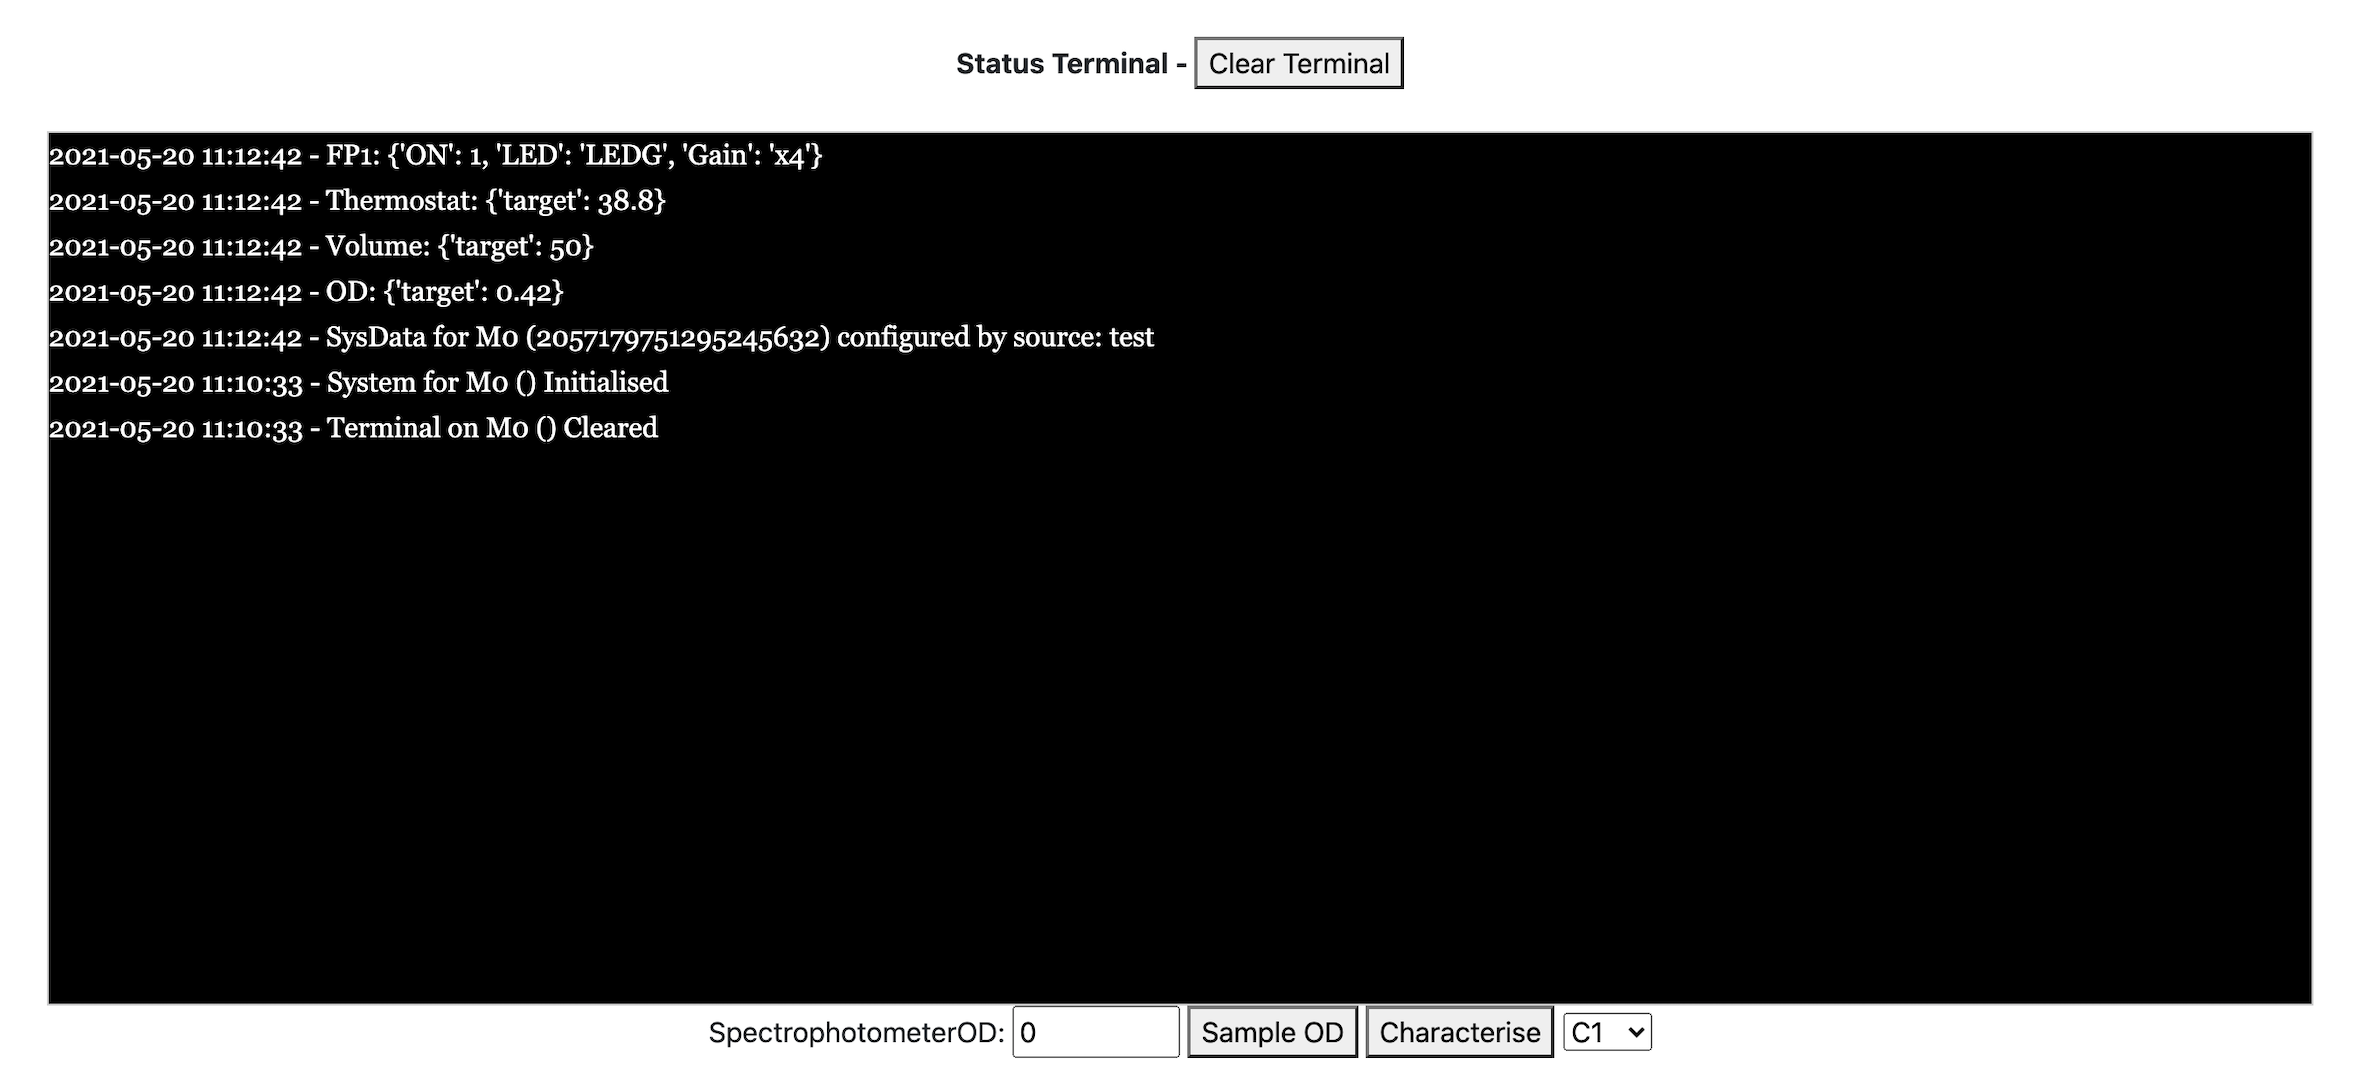 Status Terminal - Clear Terminal
2021-05-20 11:12:42 - FP1: {'ON': 1, 'LED': 'LEDG', 'Gain': 'x4'}
2021-05-20 11:12:42 - Thermostat: {'target': 38.8}
2021-05-20 11:12:42 - Volume: {'target': 50}
2021-05-20 11:12:42 - OD: {'target': 0.42}
2021-05-20 11:12:42 - SysData for M0 (2057179751295245632) configured by source: test
2021-05-20 11:10:33 - System for M0 () Initialised
2021-05-20 11:10:33 - Terminal on M0 () Cleared
SpectrophotometerOD: 0 Sample OD Characterise C1